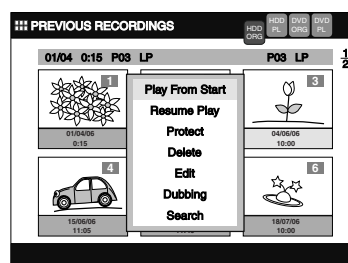 PREVIOUS RECORDINGS
HDD ORG
HDD PL
DVD ORG
DVD PL
01/04 0:15 P03 LP P03 LP
1
2
1
01/04/06
0:15
3
04/06/06
10:00
Play From Start
Resume Play
Protect
Delete
Edit
Dubbing
Search
4
15/06/06
11:05
6
18/07/06
10:00